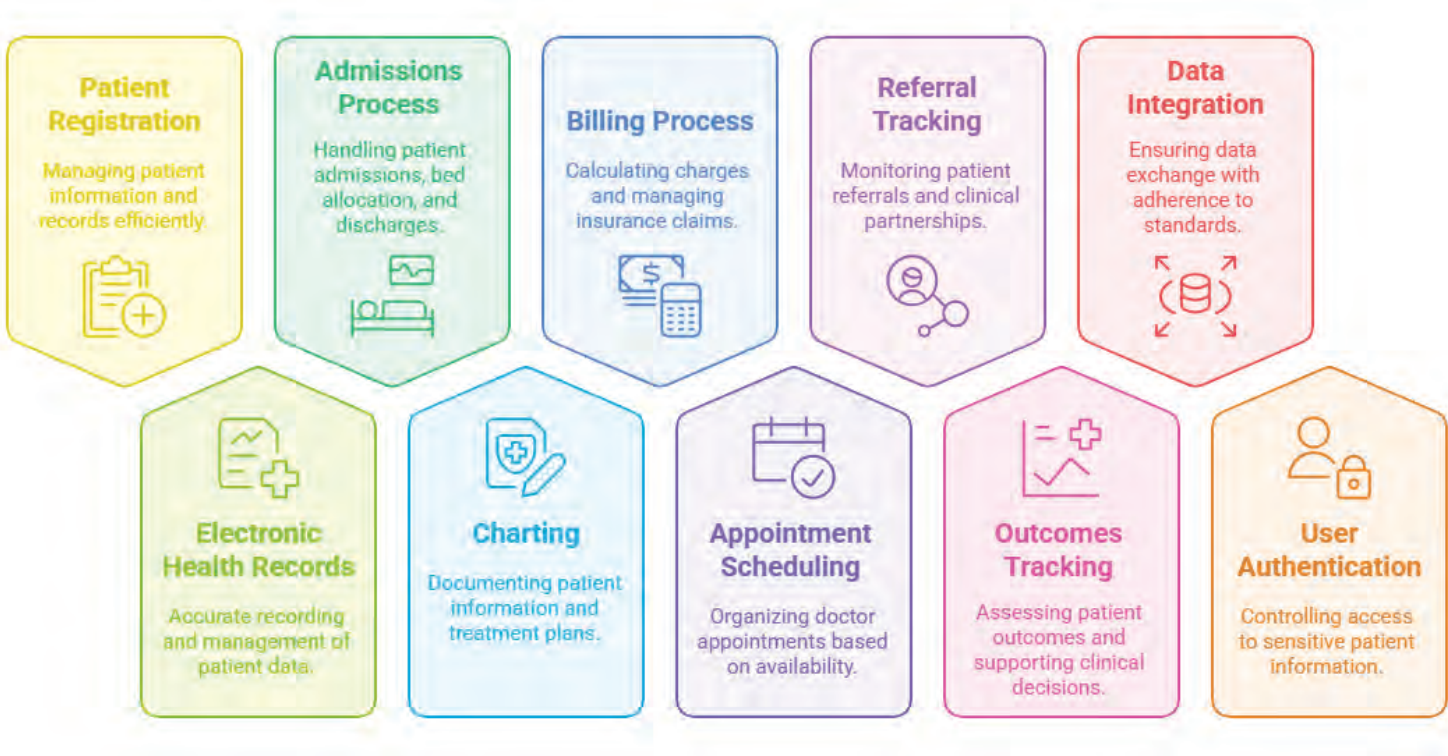 Patient
Registration
Managing patient
information and
records efficiently.
Admissions
Process
Handling patient
admissions, bed
allocation, and
discharges.
Billing Process
Calculating charges
and managing
insurance claims.
$
Referral
Tracking
Monitoring patient
referrals and clinical
partnerships.
Data
Integration
Ensuring data
exchange with
adherence to
standards.
Electronic
Health Records
Accurate recording
and management of
patient data.
Charting
Documenting patient
information and
treatment plans.
Appointment
Scheduling
Organizing doctor
appointments based
on availability.
Outcomes
Tracking
Assessing patient
outcomes and
supporting clinical
decisions.
User
Authentication
Controlling access
to sensitive patient
information.